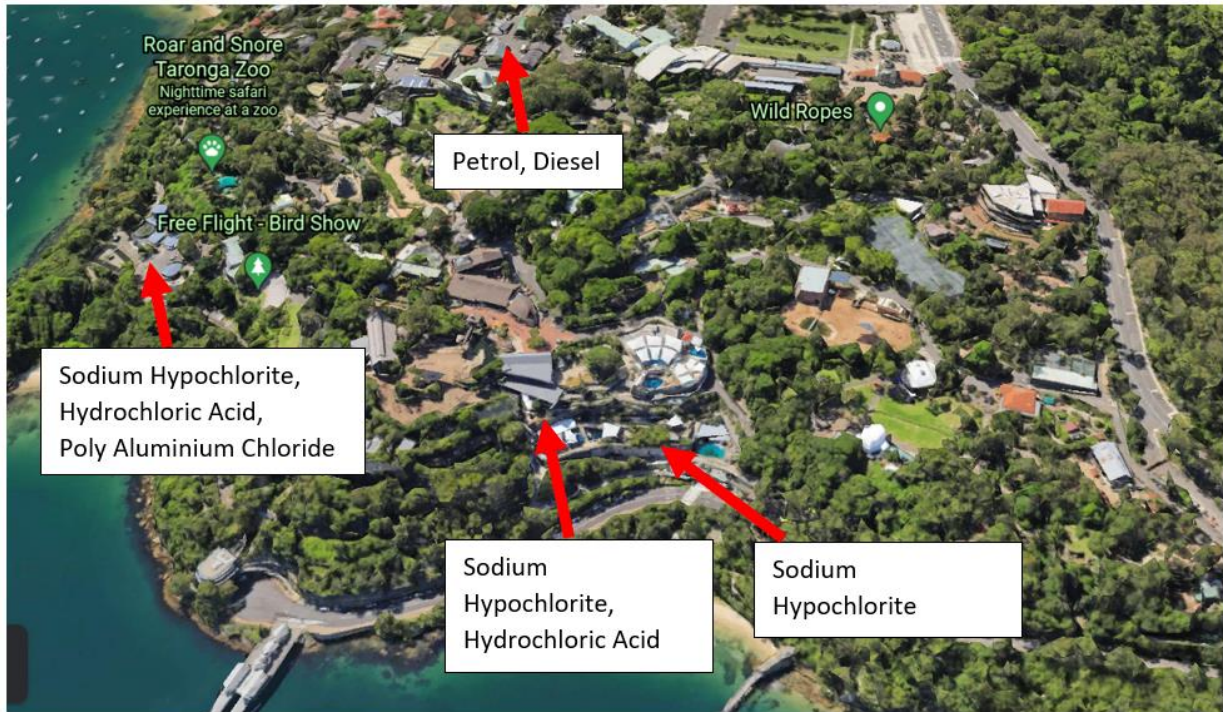 Roar and Snore
Taronga Zoo
Nighttime safari
experience at a zoo
Wild Ropes
Petrol, Diesel
Free Flight - Bird Show
Sodium Hypochlorite,
Hydrochloric Acid,
Poly Aluminium Chloride
Sodium
Hypochlorite,
Hydrochloric Acid
Sodium
Hypochlorite